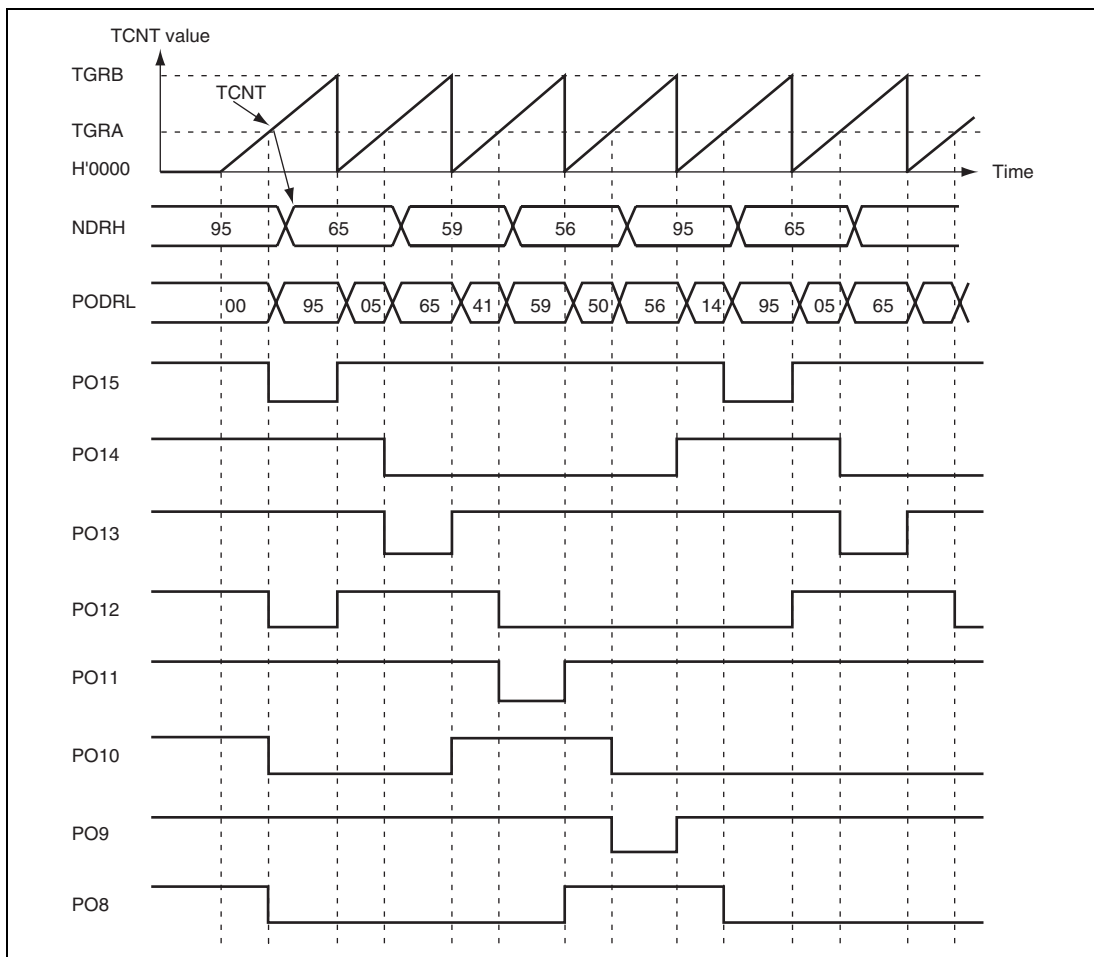 TCNT value
TGRB
TCNT
TGRA
H'0000
Time
NDRH 95 65 59 56 95 65
PODRL 00 95 05 65 41 59 50 56 14 95 05 65
PO15
PO14
PO13
PO12
PO11
PO10
PO9
PO8